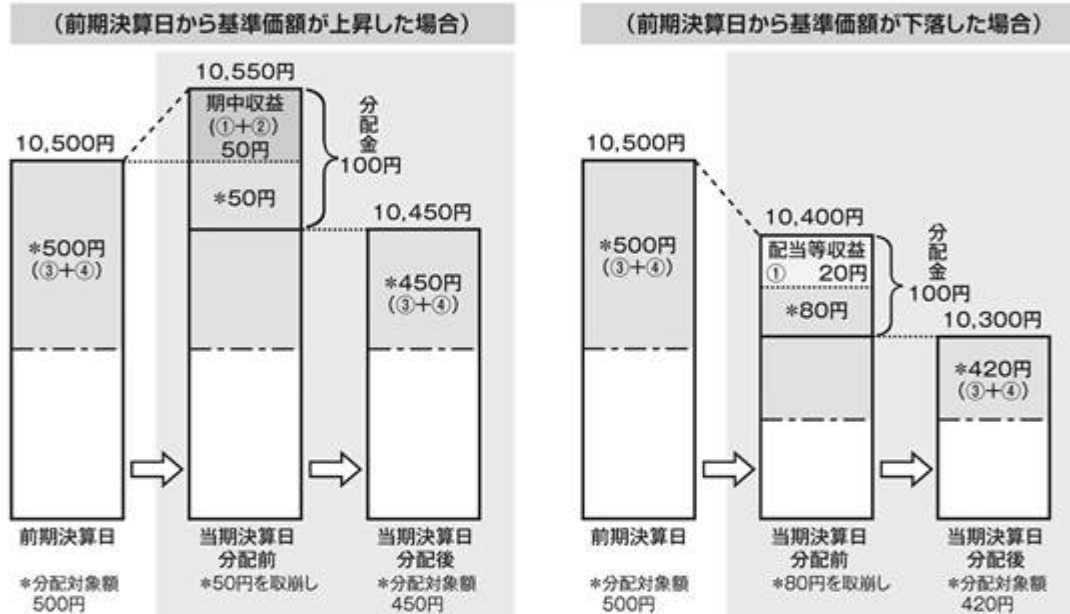 (前期決算日から基準価額が上昇した場合)
10,550円
期中収益
(①+②)
50円
*50円
分配金
100円
10,500円
*500円
(③+④)
10,450円
*450円
(③+④)
前期決算日
当期決算日
分配前
当期決算日
分配後
*分配対象額
500円
*50円を取崩し
*分配対象額
450円
(前期決算日から基準価額が下落した場合)
10,500円
*500円
(③+④)
10,400円
配当等収益
① 20円
*80円
分配金
100円
10,300円
*420円
(③+④)
前期決算日
当期決算日
分配前
当期決算日
分配後
*分配対象額
500円
*80円を取崩し
*分配対象額
420円